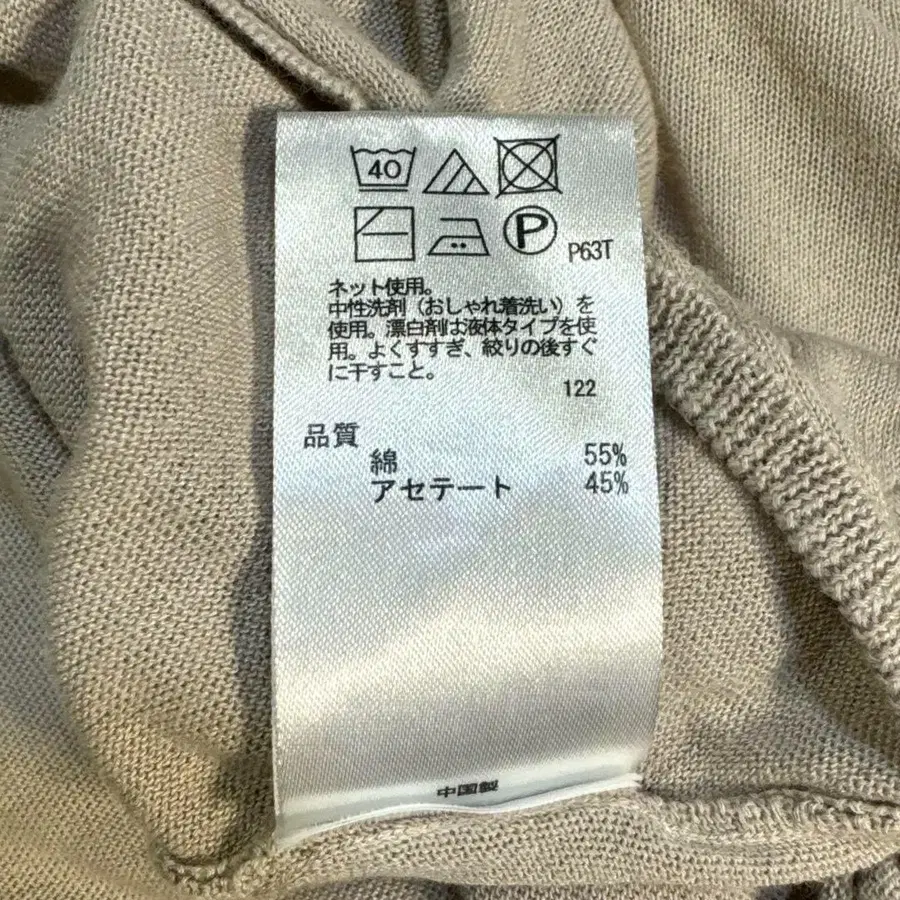 40
P
P63T
ネット使用。
中性洗剤（おしゃれ着洗い）を
使用。漂白剤は液体タイプを使
用。よくすすぎ、絞りの後すぐ
に干すこと。
122
品質
綿 55%
アセテート 45%
中国製